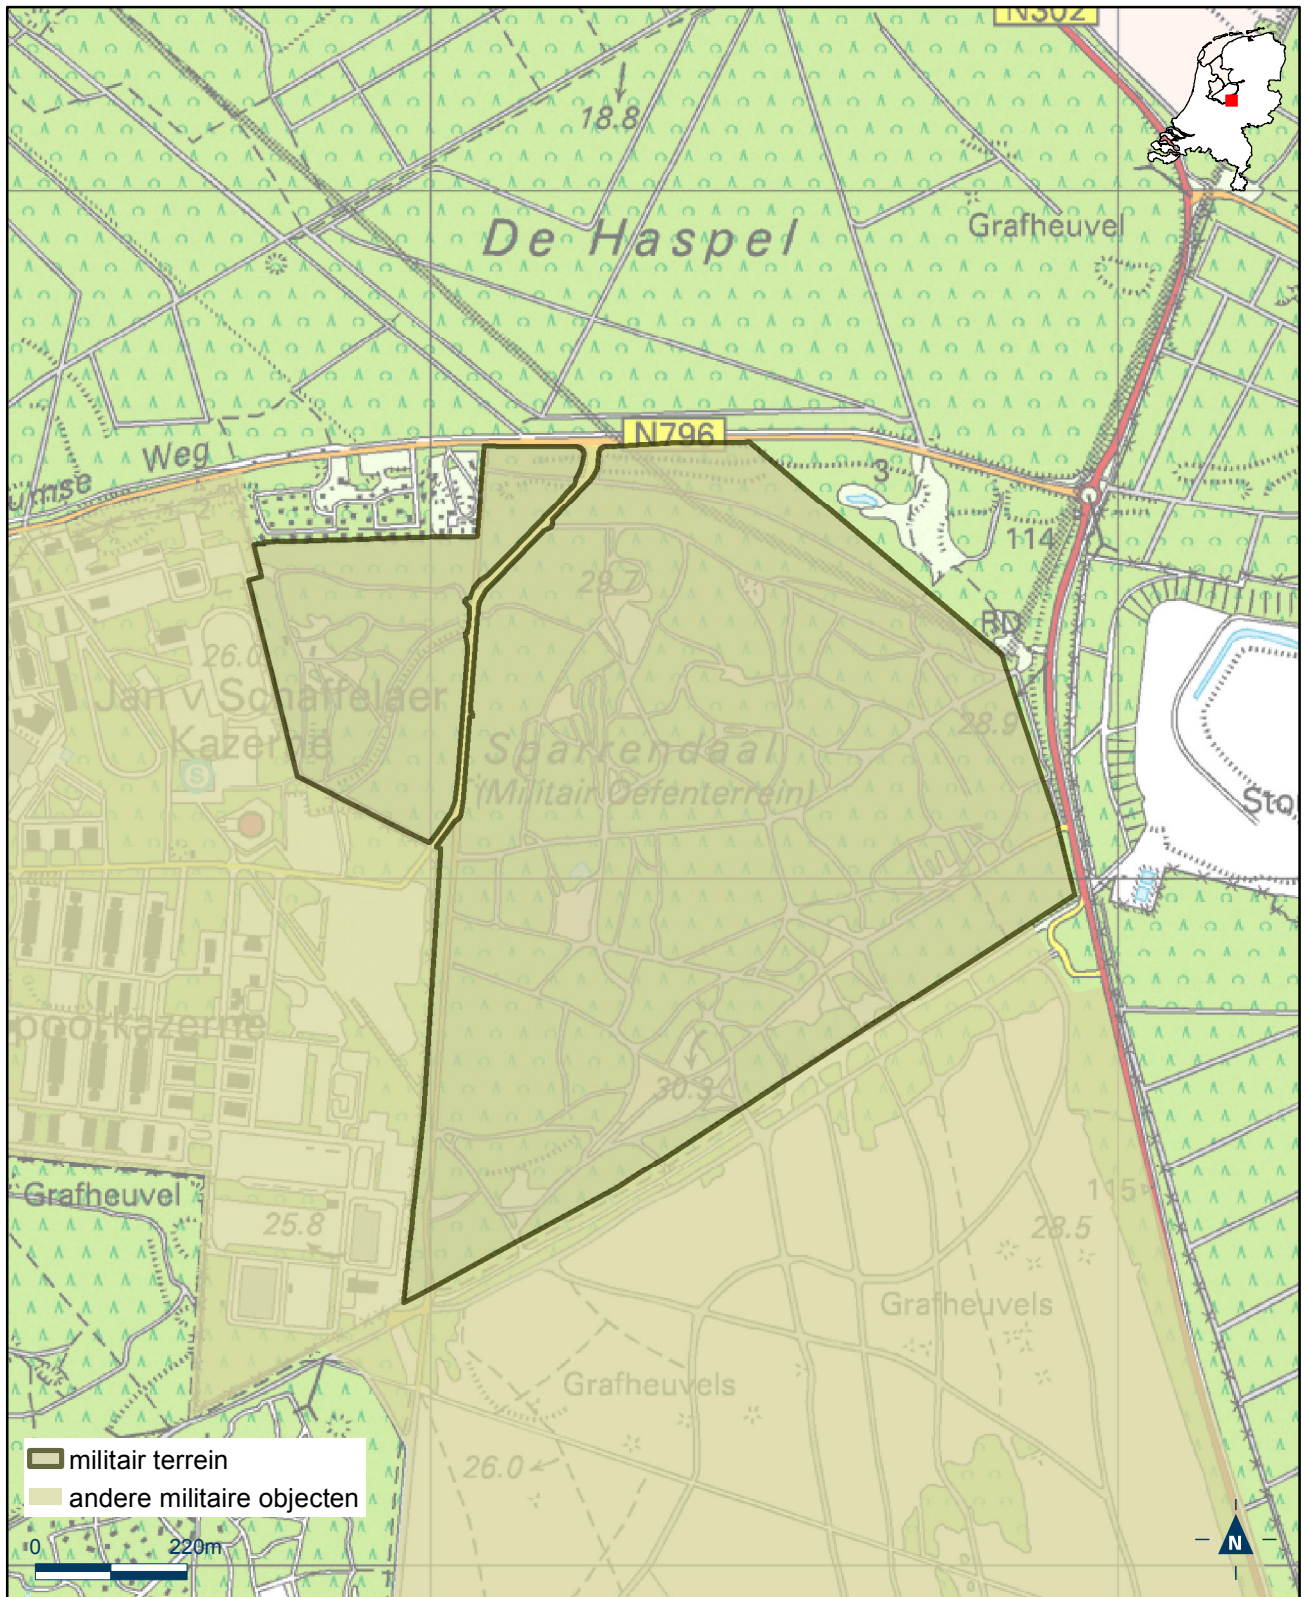 N302
18.8
De Haspel
Grafheuvel
N796
Weg
umse
3
114
29.7
RD
26.0
Jan v Schaffelaer
Kazerne
S
28.9
Sparrendaal
(Militair Oefenterrein)
Sto
30.3
pootkazerne
Grafheuvel
25.8
115
28.5
Grafheuvels
Grafheuvels
26.0
militair terrein
andere militaire objecten
0 220m
N